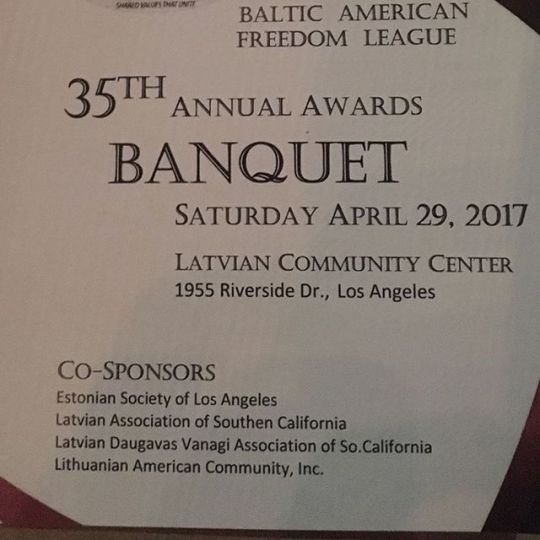 SHARED VALUES THAT UNITE
BALTIC AMERICAN
FREEDOM LEAGUE
35TH ANNUAL AWARDS
BANQUET
SATURDAY APRIL 29, 2017
LATVIAN COMMUNITY CENTER
1955 Riverside Dr., Los Angeles
CO-SPONSORS
Estonian Society of Los Angeles
Latvian Association of Southen California
Latvian Daugavas Vanagi Association of So.California
Lithuanian American Community, Inc.